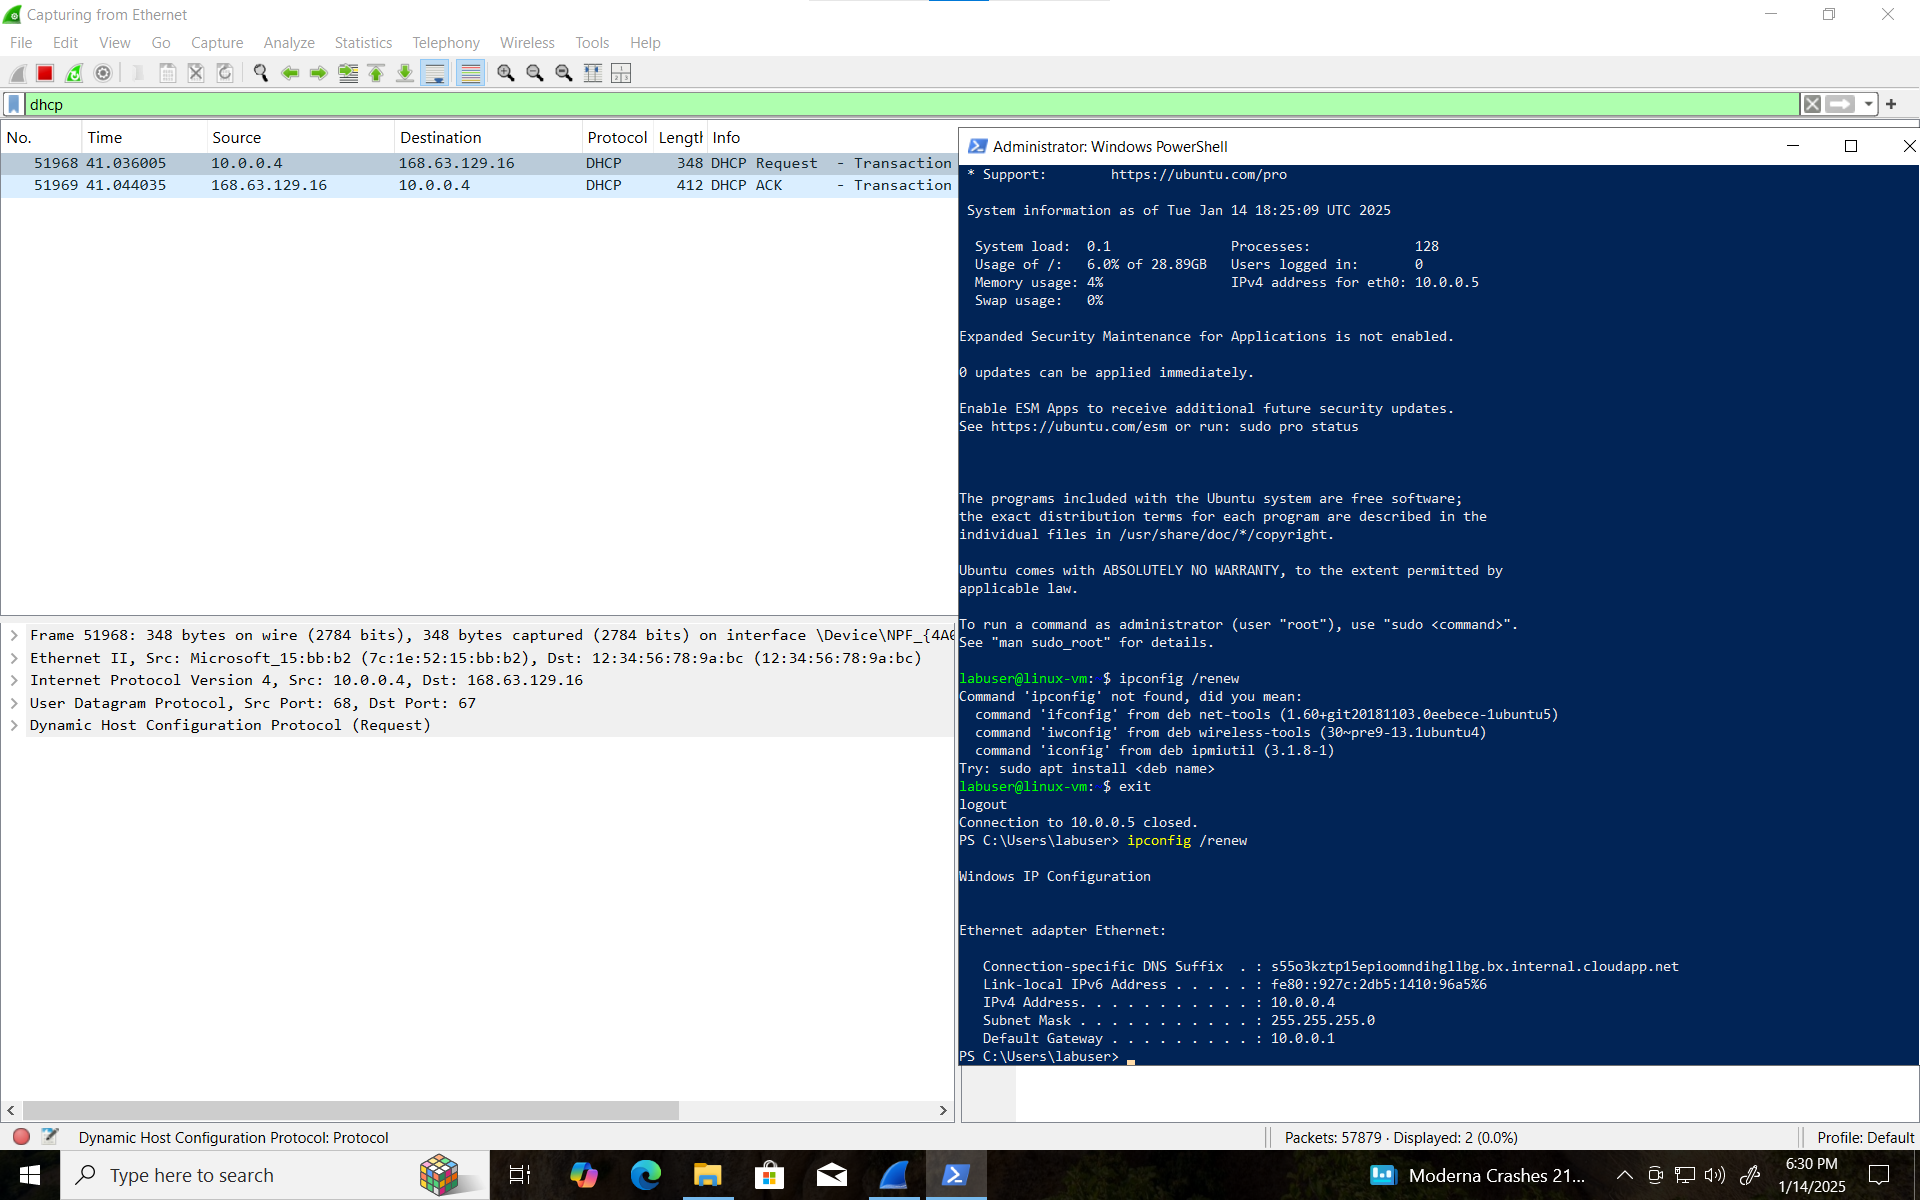 Capturing from Ethernet
File Edit View Go Capture Analyze Statistics Telephony Wireless Tools Help
dhcp
No. Time Source Destination Protocol Length Info
51968 41.036005 10.0.0.4 168.63.129.16 DHCP 348 DHCP Request - Transaction
51969 41.044035 168.63.129.16 10.0.0.4 DHCP 412 DHCP ACK - Transaction
Frame 51968: 348 bytes on wire (2784 bits), 348 bytes captured (2784 bits) on interface \Device\NPF_{4A0
Ethernet II, Src: Microsoft_15:bb:b2 (7c:1e:52:15:bb:b2), Dst: 12:34:56:78:9a:bc (12:34:56:78:9a:bc)
Internet Protocol Version 4, Src: 10.0.0.4, Dst: 168.63.129.16
User Datagram Protocol, Src Port: 68, Dst Port: 67
Dynamic Host Configuration Protocol (Request)
Administrator: Windows PowerShell
* Support: https://ubuntu.com/pro
System information as of Tue Jan 14 18:25:09 UTC 2025
System load: 0.1 Processes: 128
Usage of /: 6.0% of 28.89GB Users logged in: 0
Memory usage: 4% IPv4 address for eth0: 10.0.0.5
Swap usage: 0%
Expanded Security Maintenance for Applications is not enabled.
0 updates can be applied immediately.
Enable ESM Apps to receive additional future security updates.
See https://ubuntu.com/esm or run: sudo pro status
The programs included with the Ubuntu system are free software;
the exact distribution terms for each program are described in the
individual files in /usr/share/doc/*/copyright.
Ubuntu comes with ABSOLUTELY NO WARRANTY, to the extent permitted by
applicable law.
To run a command as administrator (user "root"), use "sudo <command>".
See "man sudo_root" for details.
labuser@linux-vm: $ ipconfig /renew
Command 'ipconfig' not found, did you mean:
command 'ifconfig' from deb net-tools (1.60+git20181103.0eebece-1ubuntu5)
command 'iwconfig' from deb wireless-tools (30~pre9-13.1ubuntu4)
command 'iconfig' from deb ipmiutil (3.1.8-1)
Try: sudo apt install <deb name>
labuser@linux-vm: $ exit
logout
Connection to 10.0.0.5 closed.
PS C:\Users\labuser> ipconfig /renew
Windows IP Configuration
Ethernet adapter Ethernet:
Connection-specific DNS Suffix . : s55o3kztp15epioomndihgllbg.bx.internal.cloudapp.net
Link-local IPv6 Address . . . . . : fe80::927c:2db5:1410:96a5%6
IPv4 Address. . . . . . . . . . . : 10.0.0.4
Subnet Mask . . . . . . . . . . . : 255.255.255.0
Default Gateway . . . . . . . . . : 10.0.0.1
PS C:\Users\labuser>
Dynamic Host Configuration Protocol: Protocol
Packets: 57879 · Displayed: 2 (0.0%)
Profile: Default
Type here to search
Moderna Crashes 21...
6:30 PM
1/14/2025